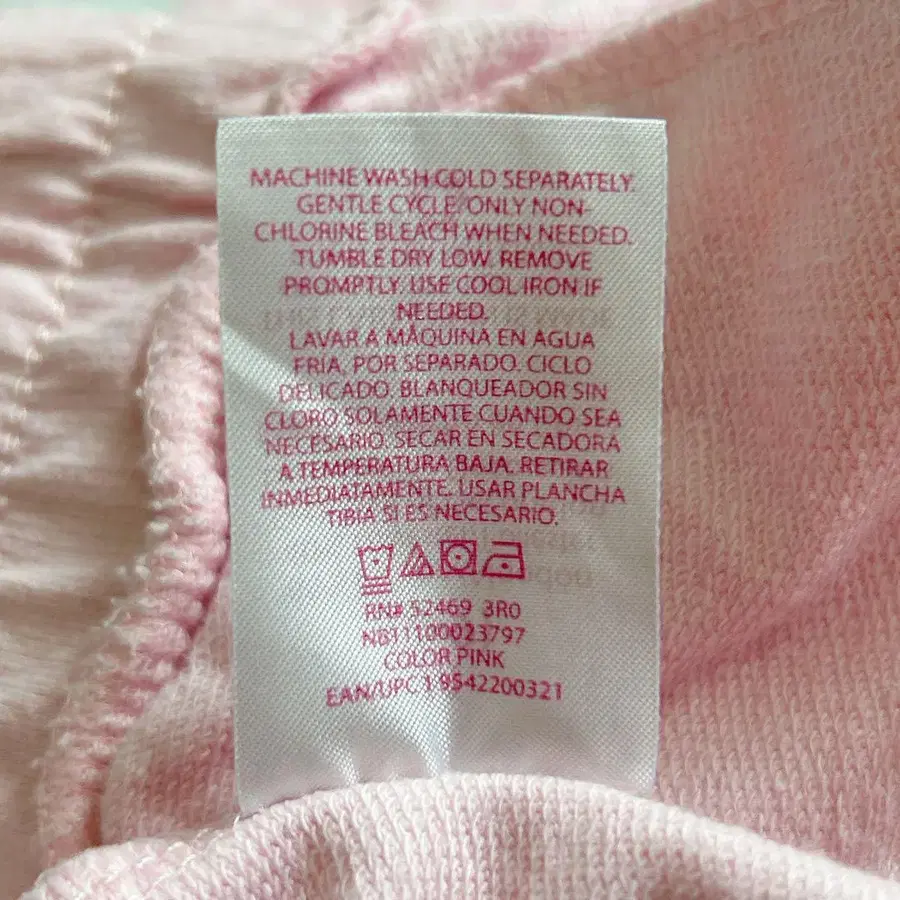 MACHINE WASH COLD SEPARATELY.
GENTLE CYCLE. ONLY NON-
CHLORINE BLEACH WHEN NEEDED.
TUMBLE DRY LOW. REMOVE
PROMPTLY. USE COOL IRON IF
NEEDED.
LAVAR A MÁQUINA EN AGUA
FRIA, POR SEPARADO. CICLO
DELICADO. BLANQUEADOR SIN
CLORO SOLAMENTE CUANDO SEA
NECESARIO. SECAR EN SECADORA
A TEMPERATURA BAJA. RETIRAR
INMEDIATAMENTE. USAR PLANCHA
TIBIA SI ES NECESARIO.
RN# 52469 3R0
NB11100023797
COLOR PINK
EAN/UPC 1 9542200321